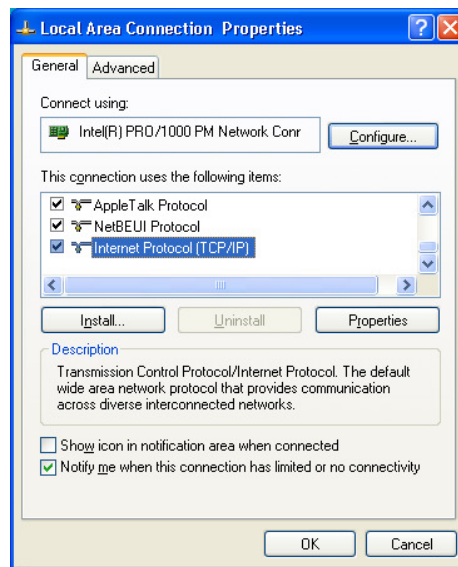 Local Area Connection Properties
General
Advanced
Connect using:
Intel(R) PRO/1000 PM Network Conr
Configure...
This connection uses the following items:
AppleTalk Protocol
NetBEUI Protocol
Internet Protocol (TCP/IP)
Install...
Uninstall
Properties
Description
Transmission Control Protocol/Internet Protocol. The default
wide area network protocol that provides communication
across diverse interconnected networks.
Show icon in notification area when connected
Notify me when this connection has limited or no connectivity
OK
Cancel